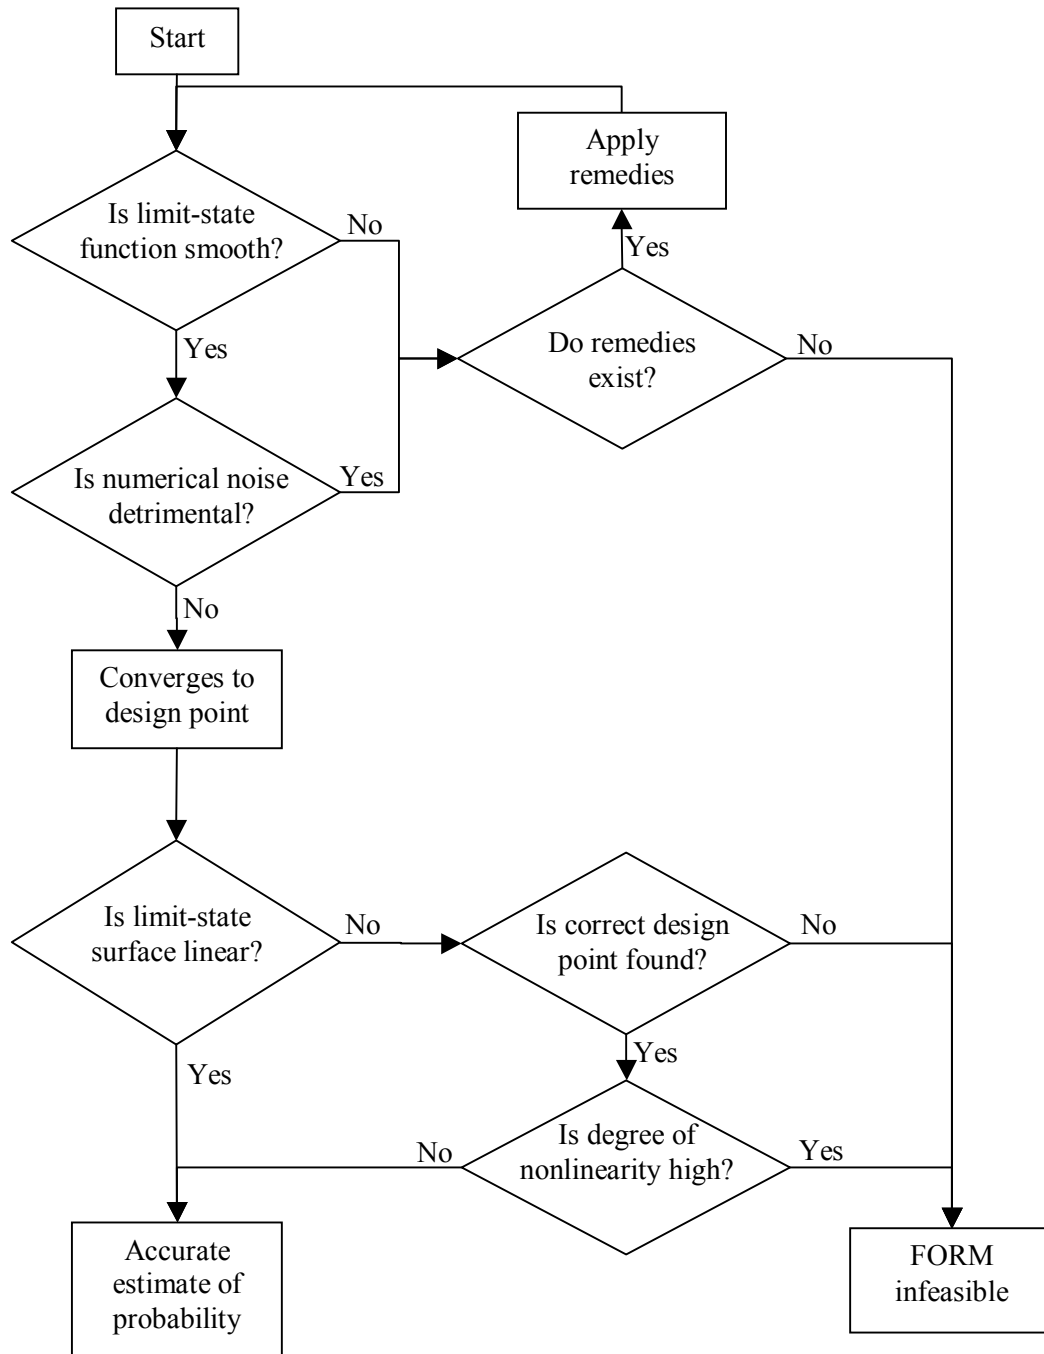 Start
Apply
remedies
Is limit-state
function smooth?
No
Yes
Yes
Do remedies
exist?
No
Is numerical noise
detrimental?
Yes
No
Converges to
design point
Is limit-state
surface linear?
No
Is correct design
point found?
No
Yes
Yes
Is degree of
nonlinearity high?
No
Yes
Accurate
estimate of
probability
FORM
infeasible